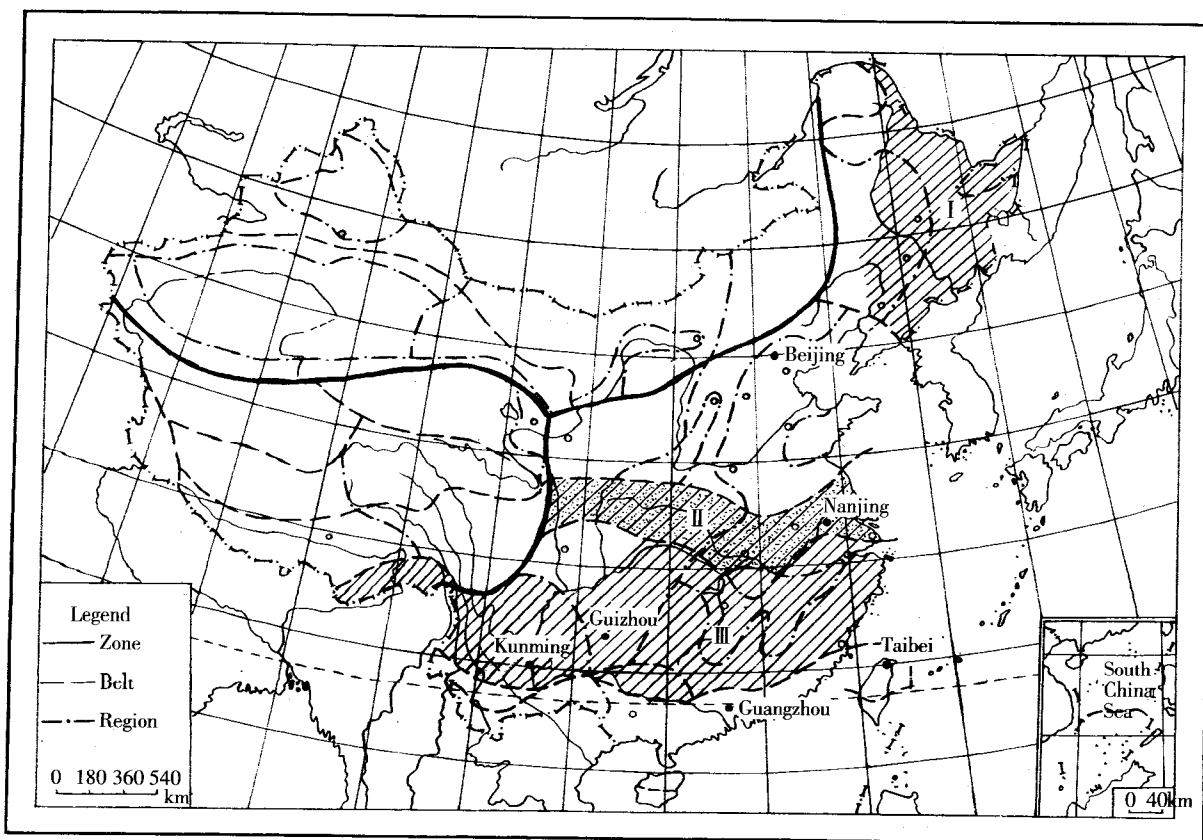 I
Beijing
II
Nanjing
Guizhou
III
Kunming
Taibei
Guangzhou
Legend
Zone
Belt
Region
0 180 360 540
km
South
China
Sea
0 40km